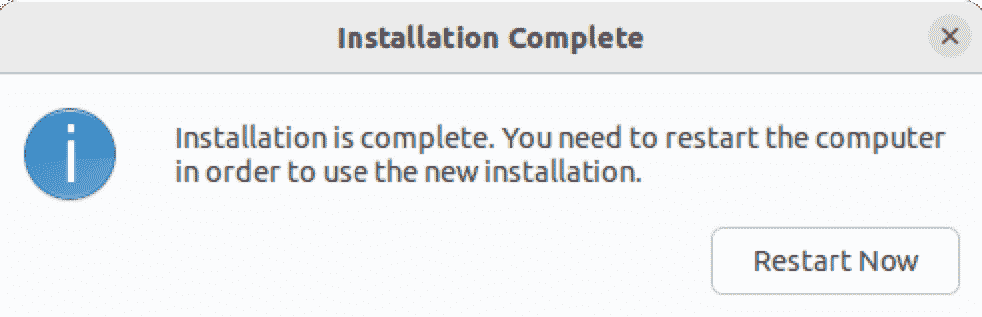 Installation Complete
Installation is complete. You need to restart the computer
in order to use the new installation.
Restart Now